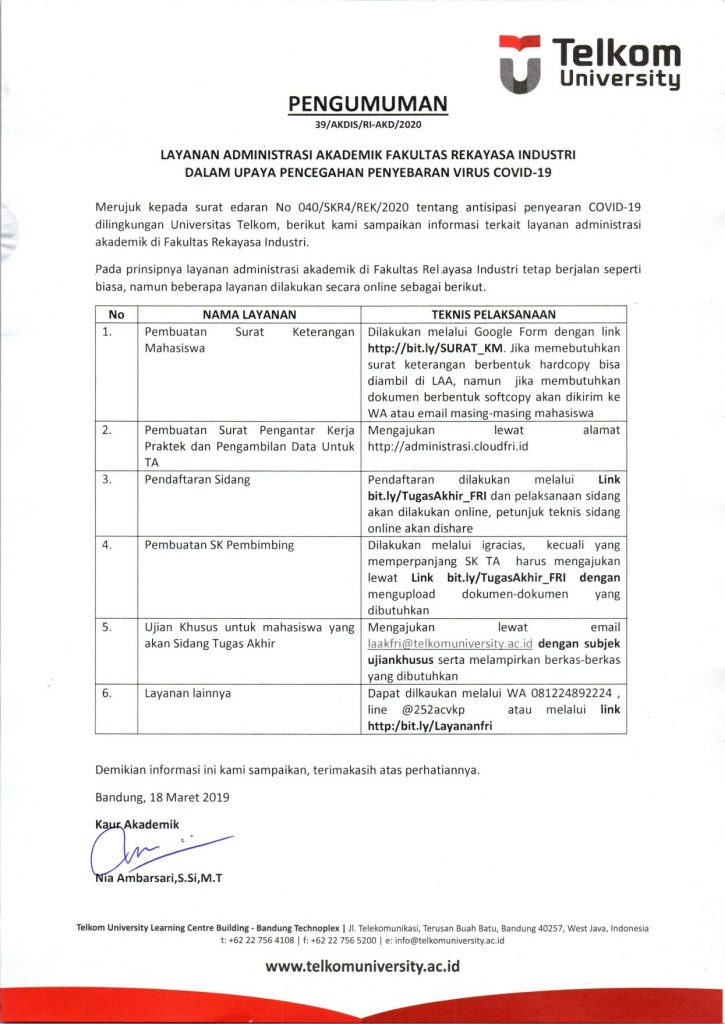 Telkom
University
PENGUMUMAN
39/AKDIS/RI-AKD/2020
LAYANAN ADMINISTRASI AKADEMIK FAKULTAS REKAYASA INDUSTRI
DALAM UPAYA PENCEGAHAN PENYEBARAN VIRUS COVID-19
Merujuk kepada surat edaran No 040/SKR4/REK/2020 tentang antisipasi penyearan COVID-19
dilingkungan Universitas Telkom, berikut kami sampaikan informasi terkait layanan administrasi
akademik di Fakultas Rekayasa Industri.
Pada prinsipnya layanan administrasi akademik di Fakultas Rel.ayasa Industri tetap berjalan seperti
biasa, namun beberapa layanan dilakukan secara online sebagai berikut.
No NAMA LAYANAN TEKNIS PELAKSANAAN
1. Pembuatan Surat Keterangan
Mahasiswa
Dilakukan melalui Google Form dengan link
http://bit.ly/SURAT_KM. Jika memebutuhkan
surat keterangan berbentuk hardcopy bisa
diambil di LAA, namun jika membutuhkan
dokumen berbentuk softcopy akan dikirim ke
WA atau email masing-masing mahasiswa
2. Pembuatan Surat Pengantar Kerja
Praktek dan Pengambilan Data Untuk
TA
Mengajukan lewat alamat
http://administrasi.cloudfri.id
3. Pendaftaran Sidang
Pendaftaran dilakukan melalui Link
bit.ly/TugasAkhir_FRI dan pelaksanaan sidang
akan dilakukan online, petunjuk teknis sidang
online akan dishare
4. Pembuatan SK Pembimbing
Dilakukan melalui igracias, kecuali yang
memperpanjang SK TA harus mengajukan
lewat Link bit.ly/TugasAkhir_FRI dengan
mengupload dokumen-dokumen yang
dibutuhkan
5. Ujian Khusus untuk mahasiswa yang
akan Sidang Tugas Akhir
Mengajukan lewat email
laakfri@telkomuniversity.ac.id dengan subjek
ujiankhusus serta melampirkan berkas-berkas
yang dibutuhkan
6. Layanan lainnya
Dapat dilkaukan melalui WA 081224892224 ,
line @252acvkp atau melalui link
http:/bit.ly/Layananfri
Demikian informasi ini kami sampaikan, terimakasih atas perhatiannya.
Bandung, 18 Maret 2019
Kaur Akademik
Nia Ambarsari,S.Si,M.T
Telkom University Learning Centre Building - Bandung Technoplex | Jl. Telekomunikasi, Terusan Buah Batu, Bandung 40257, West Java, Indonesia
t: +62 22 756 4108 | f: +62 22 756 5200 | e: info@telkomuniversity.ac.id
www.telkomuniversity.ac.id